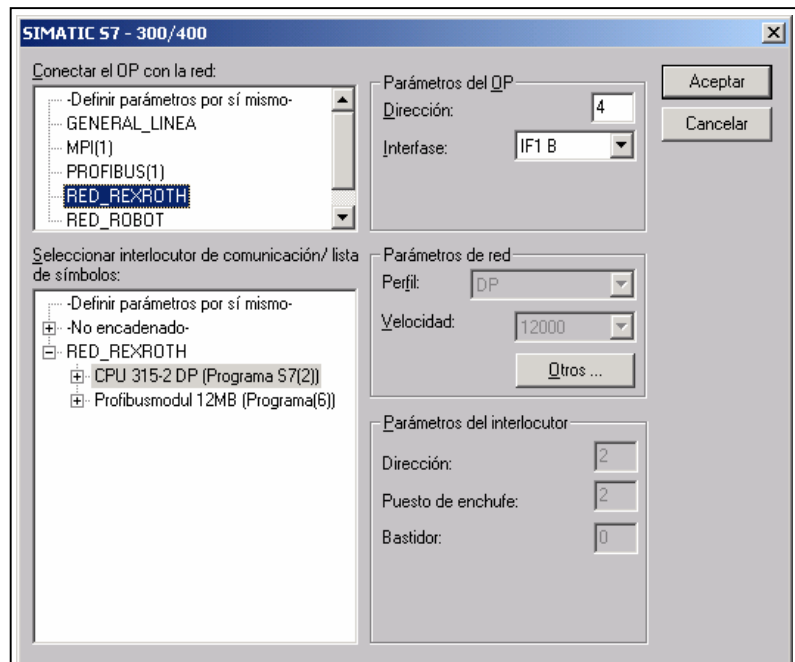 SIMATIC S7 - 300/400
Conectar el OP con la red:
-Definir parámetros por sí mismo-
GENERAL_LINEA
MPI(1)
PROFIBUS(1)
RED_REXROTH
RED_ROBOT
Parámetros del OP
Dirección: 4
Interfase: IF1 B
Aceptar
Cancelar
Seleccionar interlocutor de comunicación/ lista
de símbolos:
-Definir parámetros por sí mismo-
-No encadenado-
RED_REXROTH
CPU 315-2 DP (Programa S7(2))
Profibusmodul 12MB (Programa(6))
Parámetros de red
Perfil: DP
Velocidad: 12000
Otros ...
Parámetros del interlocutor
Dirección: 2
Puesto de enchufe: 2
Bastidor: 0